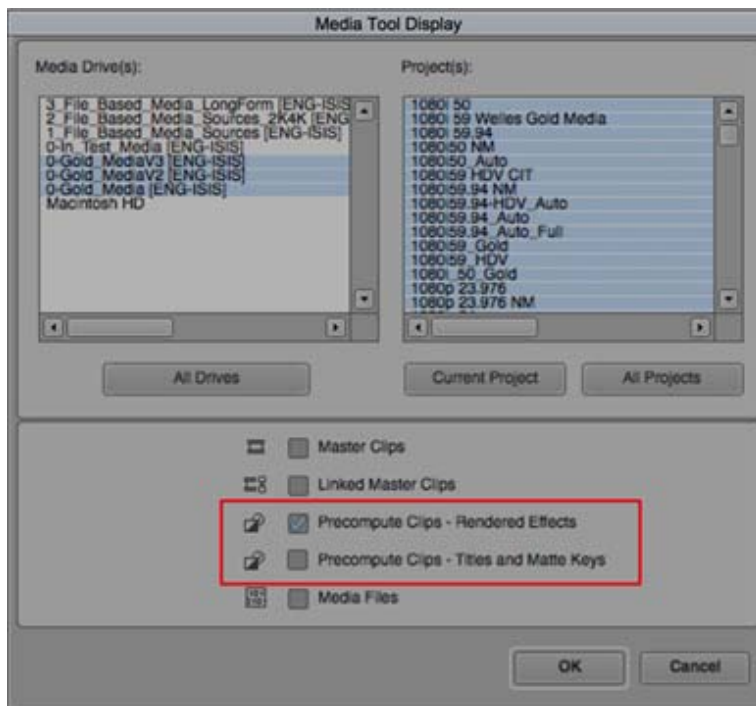 Media Tool Display
Media Drive(s):
3_File_Based_Media_LongForm [ENG-ISIS
2_File_Based_Media_Sources_2K4K [ENG
1_File_Based_Media_Sources [ENG-ISIS]
0-In_Test_Media [ENG-ISIS]
0-Gold_MediaV3 [ENG-ISIS]
0-Gold_MediaV2 [ENG-ISIS]
0-Gold_Media [ENG-ISIS]
Macintosh HD
All Drives
Project(s):
1080i 50
1080i 59 Welles Gold Media
1080i 59.94
1080i50 NM
1080i50_Auto
1080i59 HDV CIT
1080i59.94 NM
1080i59.94-HDV_Auto
1080i59.94_Auto
1080i59.94_Auto_Full
1080i59_Gold
1080i59_HDV
1080i_50_Gold
1080p 23.976
1080p 23.976 NM
Current Project
All Projects
Master Clips
Linked Master Clips
Precompute Clips - Rendered Effects
Precompute Clips - Titles and Matte Keys
Media Files
OK
Cancel